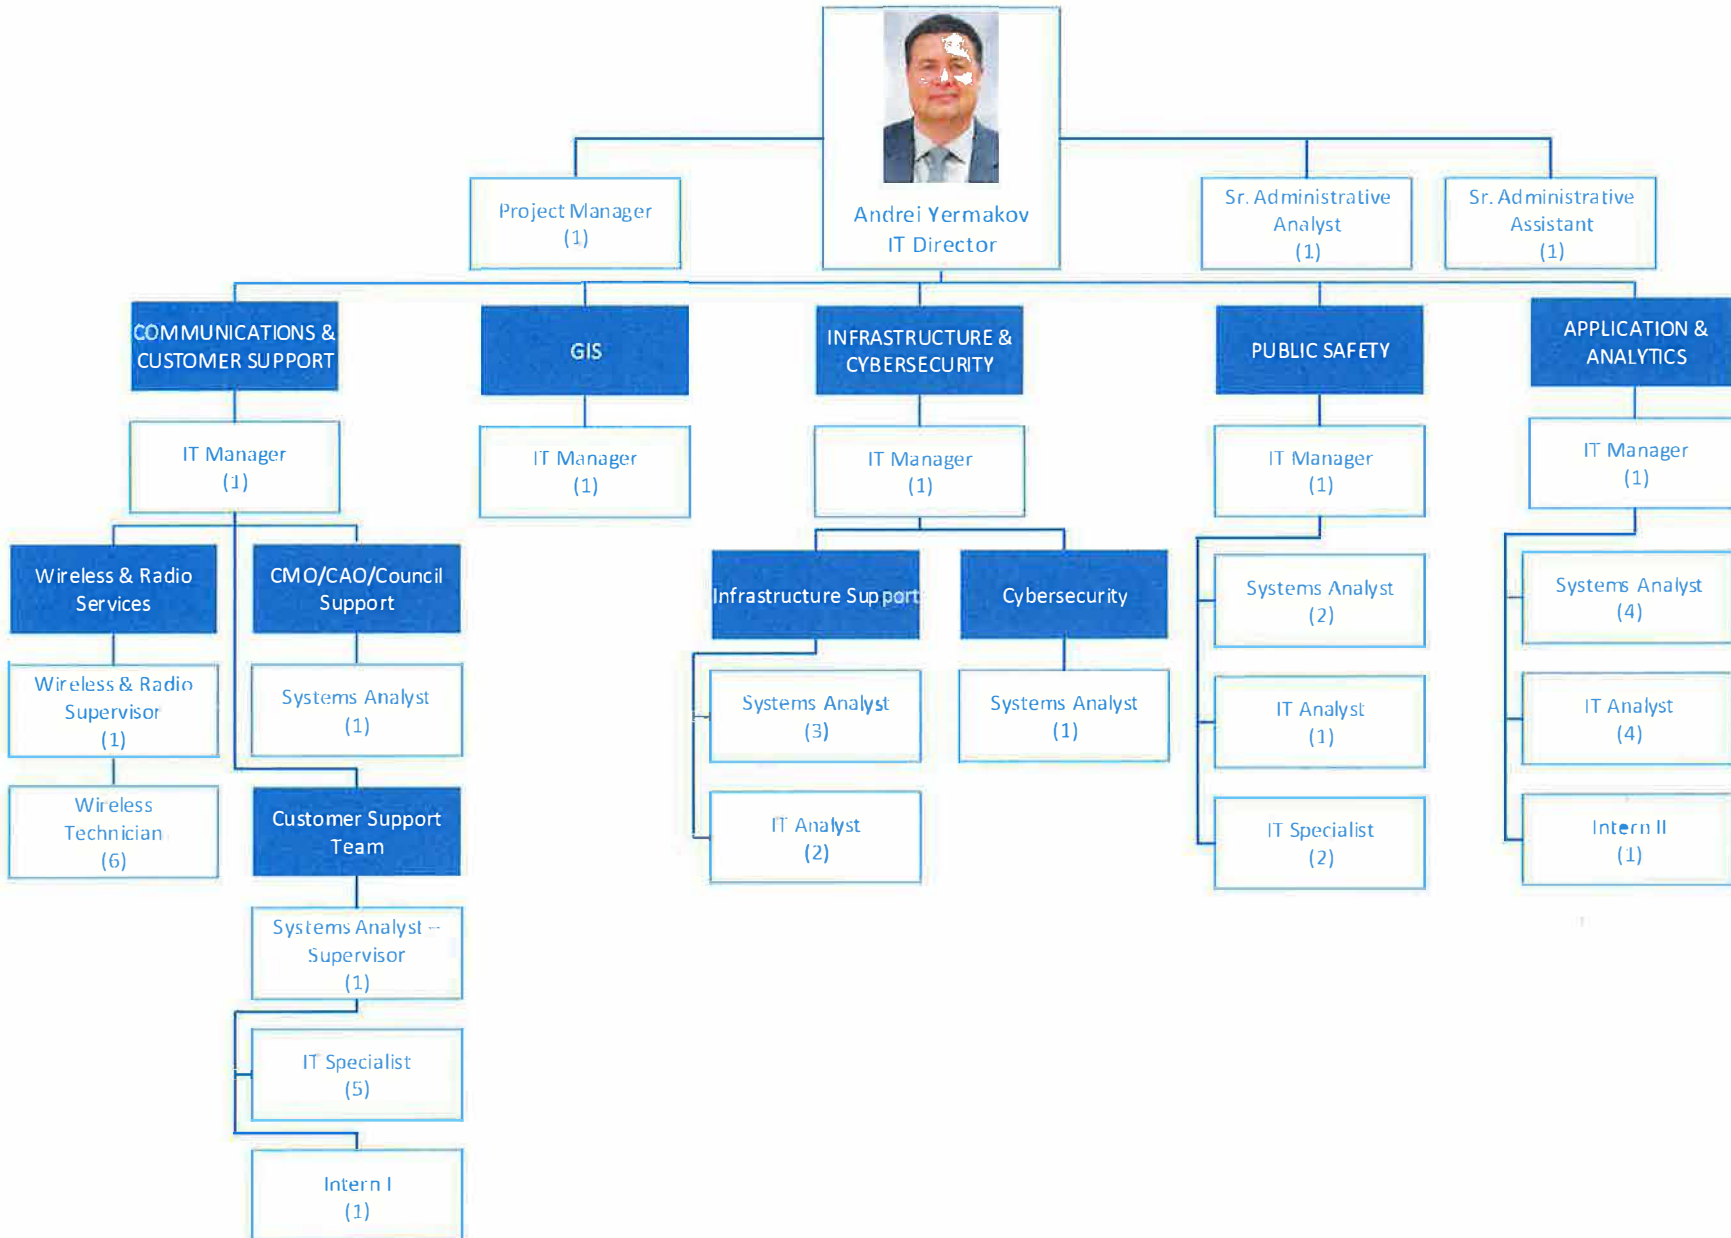 Andrei Yermakov
IT Director
Project Manager
(1)
Sr. Administrative
Analyst
(1)
Sr. Administrative
Assistant
(1)
COMMUNICATIONS &
CUSTOMER SUPPORT
GIS
INFRASTRUCTURE &
CYBERSECURITY
PUBLIC SAFETY
APPLICATION &
ANALYTICS
IT Manager
(1)
IT Manager
(1)
IT Manager
(1)
IT Manager
(1)
IT Manager
(1)
Wireless & Radio
Services
CMO/CAO/Council
Support
Infrastructure Support
Cybersecurity
Wireless & Radio
Supervisor
(1)
Systems Analyst
(1)
Wireless
Technician
(6)
Customer Support
Team
Systems Analyst –
Supervisor
(1)
IT Specialist
(5)
Intern I
(1)
Systems Analyst
(3)
Systems Analyst
(1)
IT Analyst
(2)
Systems Analyst
(2)
IT Analyst
(1)
IT Specialist
(2)
Systems Analyst
(4)
IT Analyst
(4)
Intern II
(1)